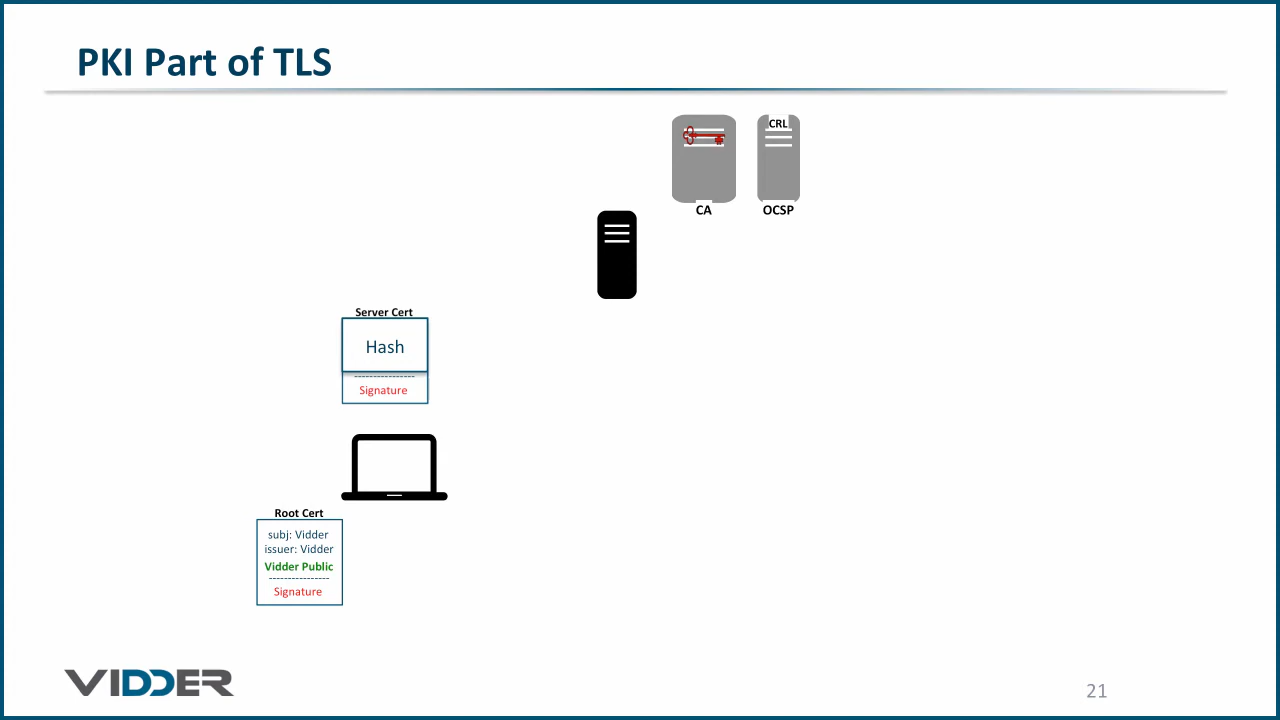 PKI Part of TLS
CRL
CA
OCSP
Server Cert
Hash
----------------
Signature
Root Cert
subj: Vidder
issuer: Vidder
Vidder Public
----------------
Signature
VIDDER
21